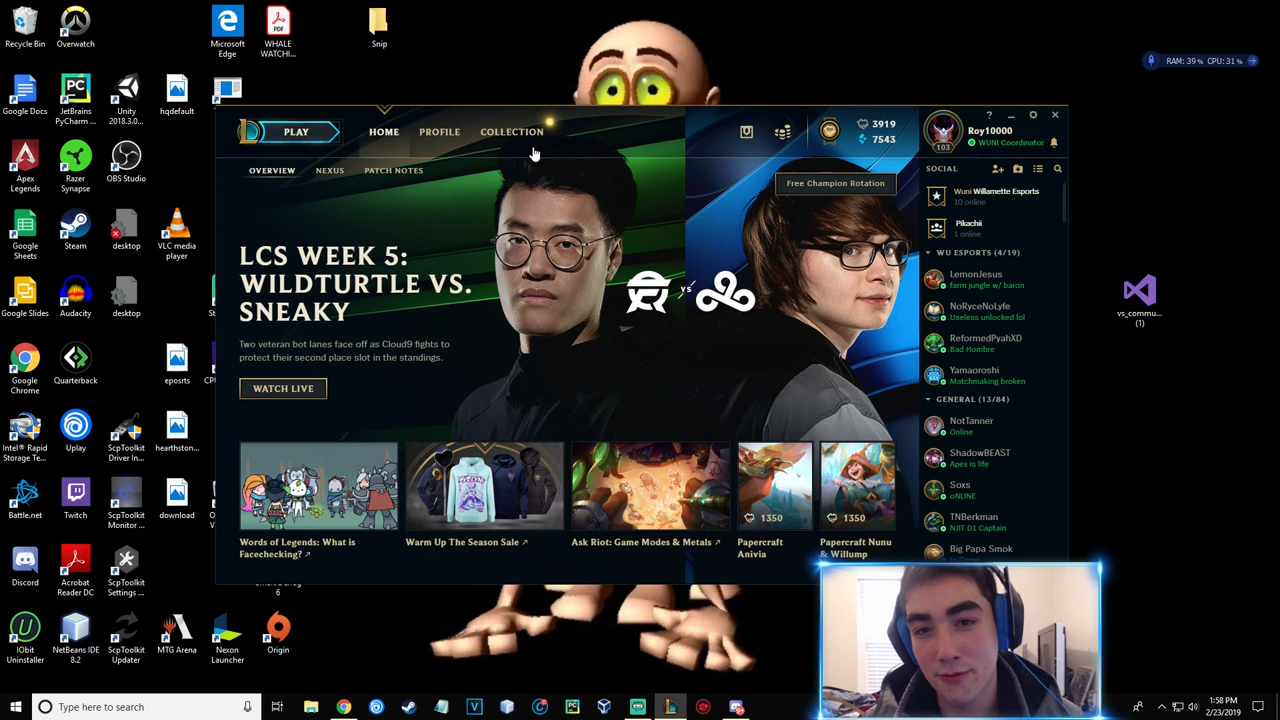 Recycle Bin
Overwatch
Microsoft
Edge
WHALE
WATCHI...
Snip
Google Docs
JetBrains
PyCharm ...
Unity
2018.3.0...
hqdefault
Apex
Legends
Razer
Synapse
OBS Studio
Google
Sheets
Steam
desktop
VLC media
player
Google Slides
Audacity
desktop
Google
Chrome
Quarterback
eposrts
Intel® Rapid
Storage Te...
Uplay
ScpToolkit
Driver In...
hearthston...
Battle.net
Twitch
ScpToolkit
Monitor ...
download
Discord
Acrobat
Reader DC
ScpToolkit
Settings ...
6
IObit
Uninstaller
NetBeans IDE
8.2
ScpToolkit
Updater
MTG Arena
Nexon
Launcher
Origin
vs_commu...
(1)
RAM: 39% CPU: 31%
PLAY
HOME
PROFILE
COLLECTION
3919
7543
103
Roy10000
WUNI Coordinator
OVERVIEW
NEXUS
PATCH NOTES
Free Champion Rotation
LCS WEEK 5:
WILDTURTLE VS.
SNEAKY
VS
Two veteran bot lanes face off as Cloud9 fights to
protect their second place slot in the standings.
WATCH LIVE
1350
1350
Words of Legends: What is
Facechecking?
Warm Up The Season Sale
Ask Riot: Game Modes & Metals
Papercraft
Anivia
Papercraft Nunu
& Willump
SOCIAL
Wuni Willamette Esports
10 online
Pikachii
1 online
WU ESPORTS (4/19)
LemonJesus
farm jungle w/ baron
NoRyceNoLyfe
Useless unlocked lol
ReformedPyahXD
Bad Hombre
Yamaoroshi
Matchmaking broken
GENERAL (13/84)
NotTanner
Online
ShadowBEAST
Apex is life
Soxs
oNLINE
TNBerkman
NJIT D1 Captain
Big Papa Smok
Type here to search
1:58 PM
2/23/2019